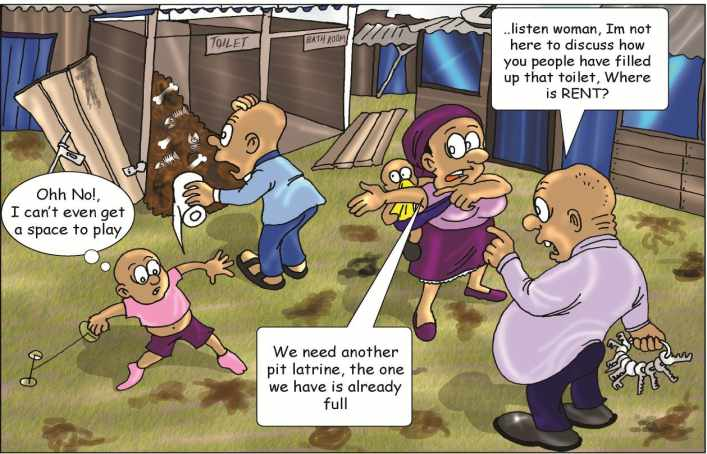 TOILET
BATH ROOM
..listen woman, Im not
here to discuss how
you people have filled
up that toilet, Where
is RENT?
Ohh No!,
I can't even get
a space to play
We need another
pit latrine, the one
we have is already
full